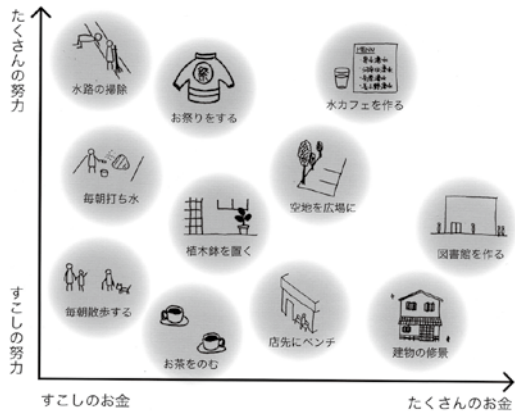 たくさんの努力
水路の掃除
祭
お祭りをする
MENU
水カフェを作る
毎朝打ち水
植木鉢を置く
空地を広場に
図書館を作る
すこしの努力
毎朝散歩する
お茶をのむ
店先にベンチ
建物の修景
すこしのお金
たくさんのお金